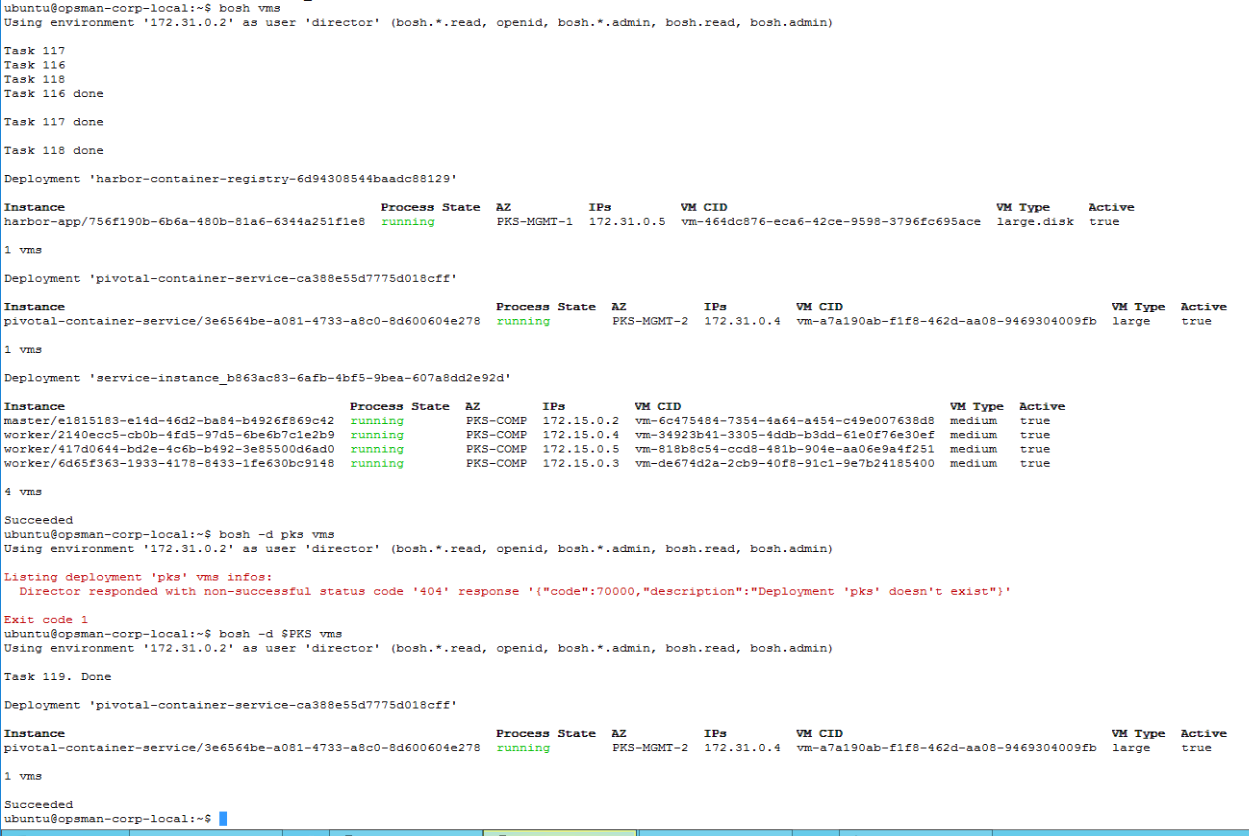 ubuntu@opsman-corp-local:~$ bosh vms
Using environment '172.31.0.2' as user 'director' (bosh.*.read, openid, bosh.*.admin, bosh.read, bosh.admin)
Task 117
Task 116
Task 118
Task 116 done
Task 117 done
Task 118 done
Deployment 'harbor-container-registry-6d94308544baadc88129'
Instance Process State AZ IPs VM CID VM Type Active
harbor-app/756f190b-6b6a-480b-81a6-6344a251f1e8 running PKS-MGMT-1 172.31.0.5 vm-464dc876-eca6-42ce-9598-3796fc695ace large.disk true
1 vms
Deployment 'pivotal-container-service-ca388e55d7775d018cff'
Instance Process State AZ IPs VM CID VM Type Active
pivotal-container-service/3e6564be-a081-4733-a8c0-8d600604e278 running PKS-MGMT-2 172.31.0.4 vm-a7a190ab-f1f8-462d-aa08-9469304009fb large true
1 vms
Deployment 'service-instance_b863ac83-6afb-4bf5-9bea-607a8dd2e92d'
Instance Process State AZ IPs VM CID VM Type Active
master/e1815183-e14d-46d2-ba84-b4926f869c42 running PKS-COMP 172.15.0.2 vm-6c475484-7354-4a64-a454-c49e007638d8 medium true
worker/2140ecc5-cb0b-4fd5-97d5-6be6b7c1e2b9 running PKS-COMP 172.15.0.4 vm-34923b41-3305-4ddb-b3dd-61e0f76e30ef medium true
worker/417d0644-bd2e-4c6b-b492-3e85500d6ad0 running PKS-COMP 172.15.0.5 vm-818b8c54-ccd8-481b-904e-aa06e9a4f251 medium true
worker/6d65f363-1933-4178-8433-1fe630bc9148 running PKS-COMP 172.15.0.3 vm-de674d2a-2cb9-40f8-91c1-9e7b24185400 medium true
4 vms
Succeeded
ubuntu@opsman-corp-local:~$ bosh -d pks vms
Using environment '172.31.0.2' as user 'director' (bosh.*.read, openid, bosh.*.admin, bosh.read, bosh.admin)
Listing deployment 'pks' vms infos:
Director responded with non-successful status code '404' response '{"code":70000,"description":"Deployment 'pks' doesn't exist"}'
Exit code 1
ubuntu@opsman-corp-local:~$ bosh -d $PKS vms
Using environment '172.31.0.2' as user 'director' (bosh.*.read, openid, bosh.*.admin, bosh.read, bosh.admin)
Task 119. Done
Deployment 'pivotal-container-service-ca388e55d7775d018cff'
Instance Process State AZ IPs VM CID VM Type Active
pivotal-container-service/3e6564be-a081-4733-a8c0-8d600604e278 running PKS-MGMT-2 172.31.0.4 vm-a7a190ab-f1f8-462d-aa08-9469304009fb large true
1 vms
Succeeded
ubuntu@opsman-corp-local:~$